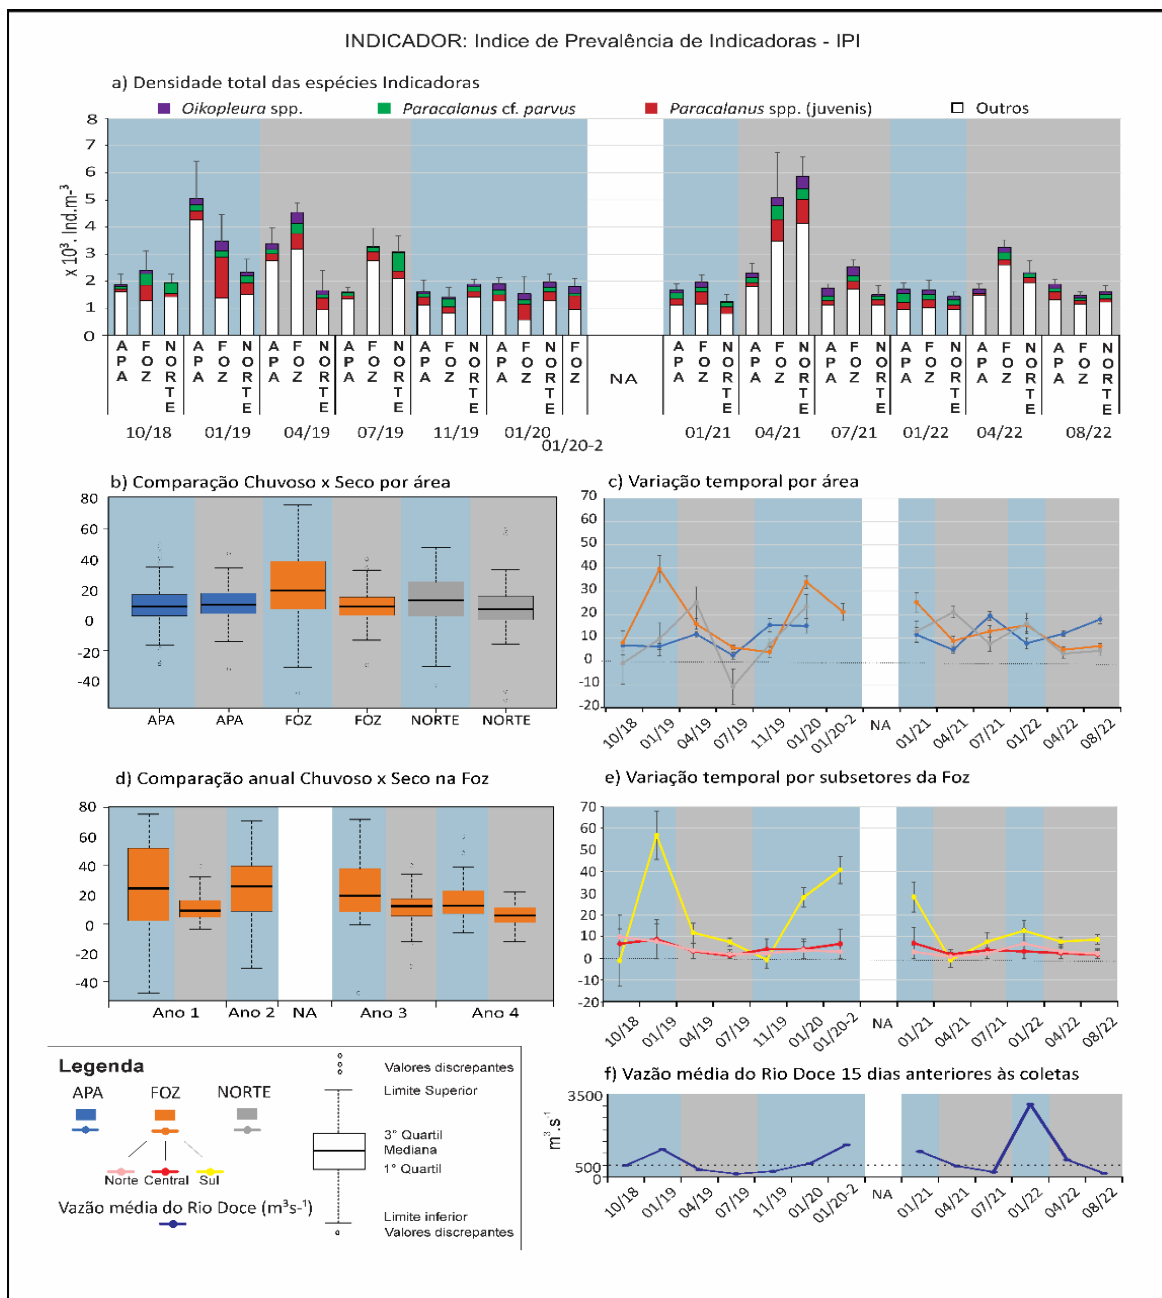 INDICADOR: Indice de Prevalência de Indicadoras - IPI
a) Densidade total das espécies Indicadoras
Oikopleura spp.
Paracalanus cf. parvus
Paracalanus spp. (juvenis)
Outros
x 10³. Ind.m⁻³
8
7
6
5
4
3
2
1
0
APA FOZ NORTE APA FOZ NORTE APA FOZ NORTE APA FOZ NORTE APA FOZ NORTE APA FOZ NORTE FOZ NA APA FOZ NORTE APA FOZ NORTE APA FOZ NORTE APA FOZ NORTE APA FOZ NORTE APA FOZ NORTE
10/18 01/19 04/19 07/19 11/19 01/20 01/20-2 01/21 04/21 07/21 01/22 04/22 08/22
b) Comparação Chuvoso x Seco por área
80
60
40
20
0
-20
-40
APA APA FOZ FOZ NORTE NORTE
c) Variação temporal por área
70
60
50
40
30
20
10
0
-10
-20
10/18 01/19 04/19 07/19 11/19 01/20 01/20-2 NA 01/21 04/21 07/21 01/22 04/22 08/22
d) Comparação anual Chuvoso x Seco na Foz
80
60
40
20
0
-20
-40
Ano 1 Ano 2 NA Ano 3 Ano 4
e) Variação temporal por subsetores da Foz
70
60
50
40
30
20
10
0
-10
-20
10/18 01/19 04/19 07/19 11/19 01/20 01/20-2 NA 01/21 04/21 07/21 01/22 04/22 08/22
Legenda
APA FOZ NORTE
Norte Central Sul
Vazão média do Rio Doce (m³s⁻¹)
Valores discrepantes
Limite Superior
3° Quartil
Mediana
1° Quartil
Limite inferior
Valores discrepantes
f) Vazão média do Rio Doce 15 dias anteriores às coletas
m³.s⁻¹
3500
500
0
10/18 01/19 04/19 07/19 11/19 01/20 01/20-2 NA 01/21 04/21 07/21 01/22 04/22 08/22